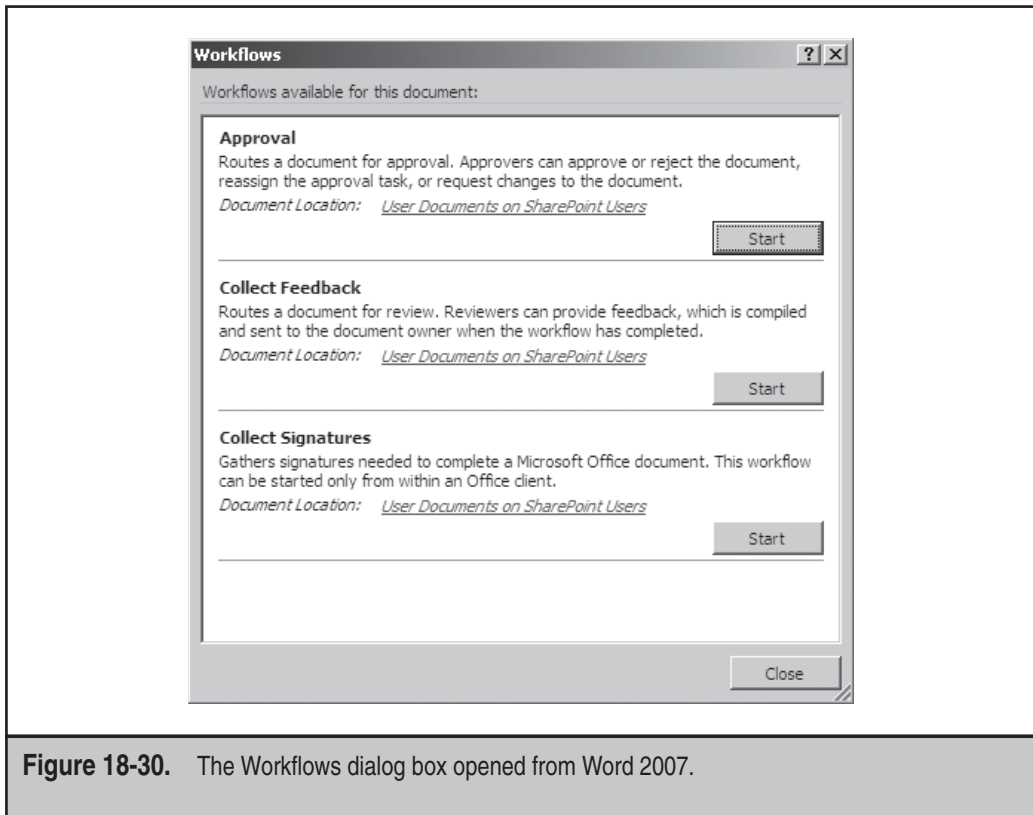 Workflows
Workflows available for this document:
Approval
Routes a document for approval. Approvers can approve or reject the document,
reassign the approval task, or request changes to the document.
Document Location: User Documents on SharePoint Users
Start
Collect Feedback
Routes a document for review. Reviewers can provide feedback, which is compiled
and sent to the document owner when the workflow has completed.
Document Location: User Documents on SharePoint Users
Start
Collect Signatures
Gathers signatures needed to complete a Microsoft Office document. This workflow
can be started only from within an Office client.
Document Location: User Documents on SharePoint Users
Start
Close
Figure 18-30. The Workflows dialog box opened from Word 2007.